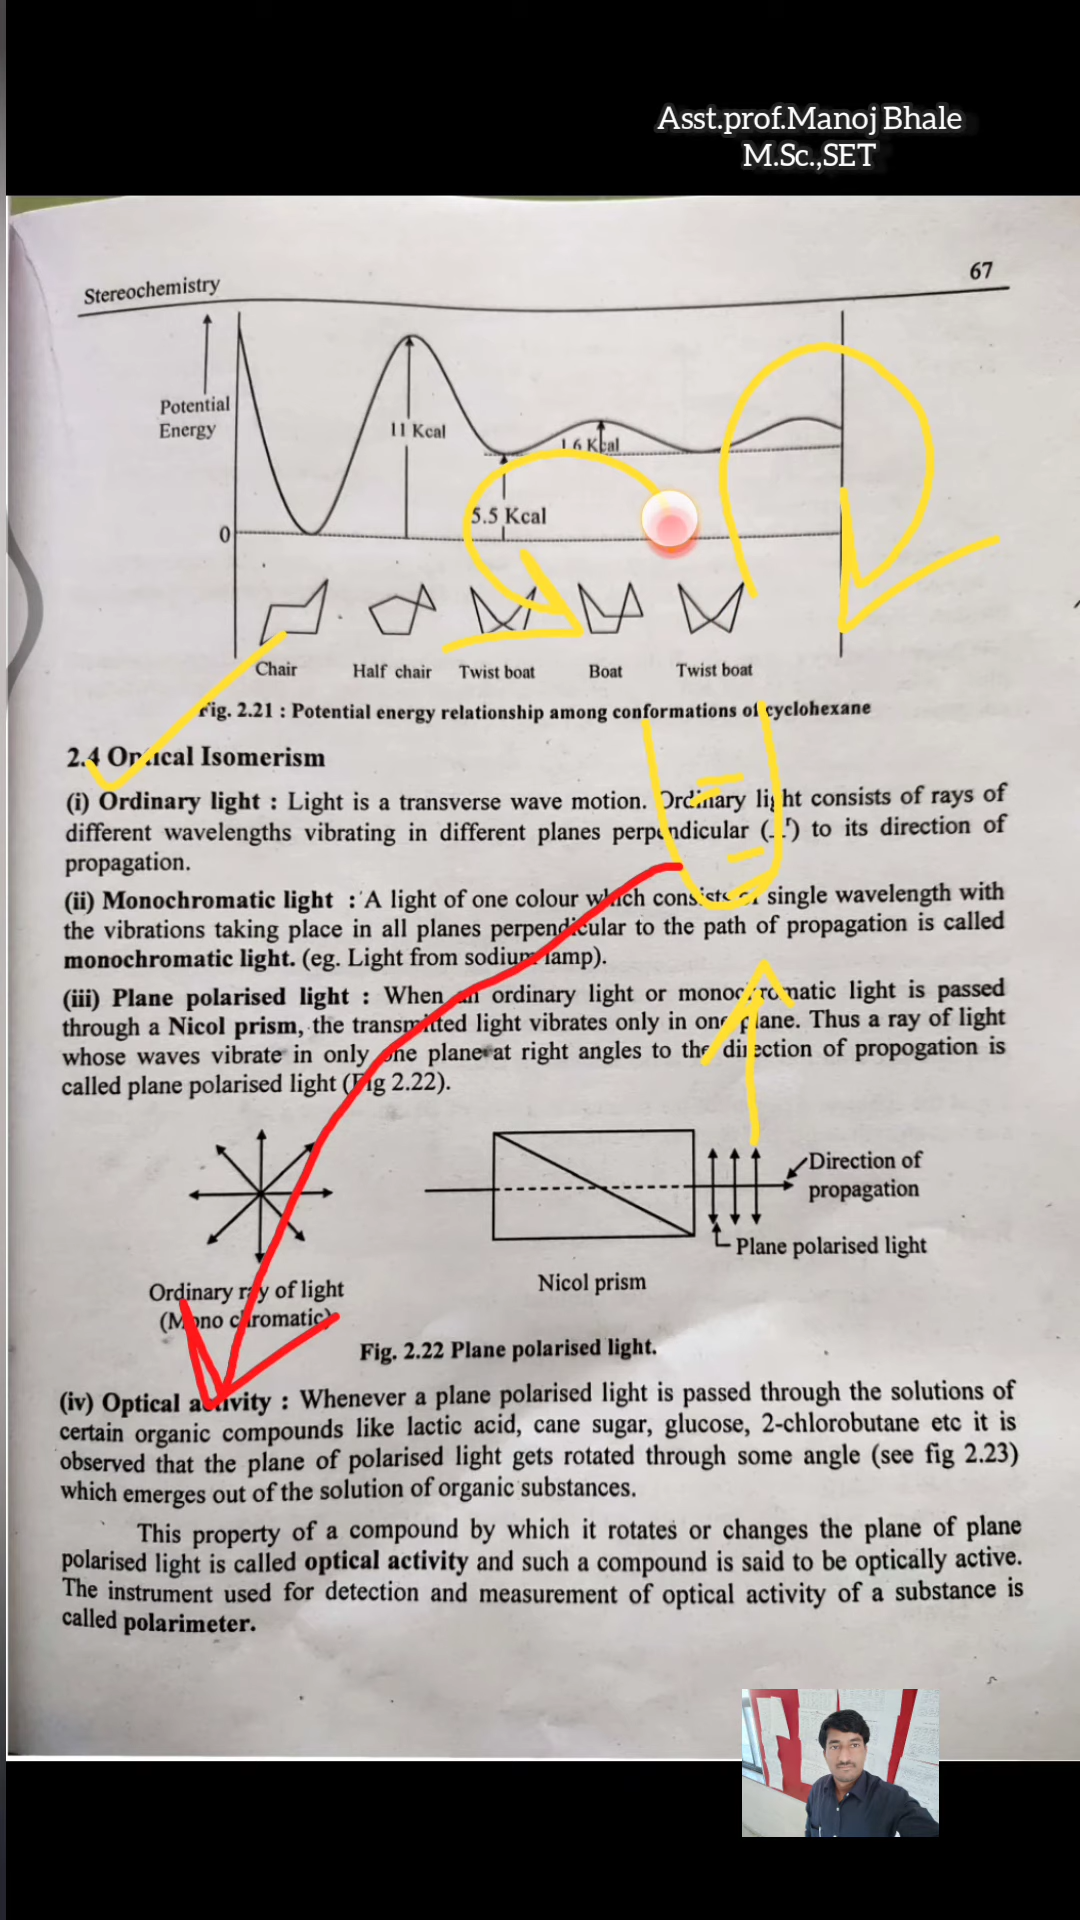 Asst.prof.Manoj Bhale
M.Sc.,SET
Stereochemistry
67
Potential
Energy
11 Kcal
1.6 Kcal
5.5 Kcal
0
Chair
Half chair
Twist boat
Boat
Twist boat
Fig. 2.21 : Potential energy relationship among conformations of cyclohexane
2.4 Optical Isomerism
(i) Ordinary light : Light is a transverse wave motion. Ordinary light consists of rays of
different wavelengths vibrating in different planes perpendicular (⊥r) to its direction of
propagation.
(ii) Monochromatic light : A light of one colour which consists of single wavelength with
the vibrations taking place in all planes perpendicular to the path of propagation is called
monochromatic light. (eg. Light from sodium lamp).
(iii) Plane polarised light : When an ordinary light or monochromatic light is passed
through a Nicol prism, the transmitted light vibrates only in one plane. Thus a ray of light
whose waves vibrate in only one plane at right angles to the direction of propogation is
called plane polarised light (Fig 2.22).
Direction of
propagation
Plane polarised light
Ordinary ray of light
(Mono chromatic)
Nicol prism
Fig. 2.22 Plane polarised light.
(iv) Optical activity : Whenever a plane polarised light is passed through the solutions of
certain organic compounds like lactic acid, cane sugar, glucose, 2-chlorobutane etc it is
observed that the plane of polarised light gets rotated through some angle (see fig 2.23)
which emerges out of the solution of organic substances.
This property of a compound by which it rotates or changes the plane of plane
polarised light is called optical activity and such a compound is said to be optically active.
The instrument used for detection and measurement of optical activity of a substance is
called polarimeter.